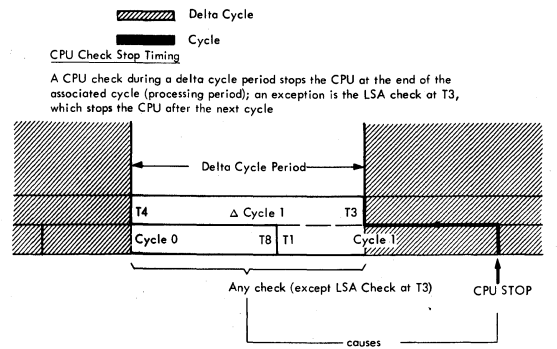 Delta Cycle
Cycle
CPU Check Stop Timing
A CPU check during a delta cycle period stops the CPU at the end of the
associated cycle (processing period); an exception is the LSA check at T3,
which stops the CPU after the next cycle
Delta Cycle Period
T4 Δ Cycle 1 T3
Cycle 0 T8 T1 Cycle 1
Any check (except LSA Check at T3) CPU STOP
causes